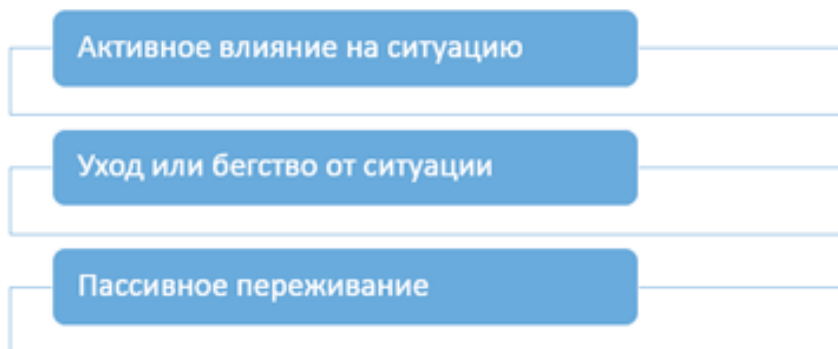 Активное влияние на ситуацию
Уход или бегство от ситуации
Пассивное переживание